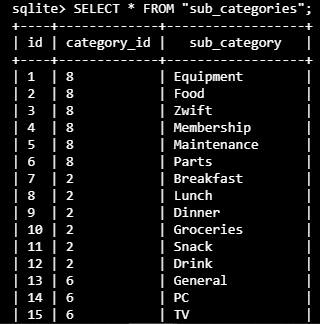 sqlite> SELECT * FROM "sub_categories";
+----+-------------+----------------+
| id | category_id | sub_category |
+----+-------------+----------------+
| 1 | 8 | Equipment
| 2 | 8 | Food
| 3 | 8 | Zwift
| 4 | 8 | Membership
| 5 | 8 | Maintenance
| 6 | 8 | Parts
| 7 | 2 | Breakfast
| 8 | 2 | Lunch
| 9 | 2 | Dinner
| 10 | 2 | Groceries
| 11 | 2 | Snack
| 12 | 2 | Drink
| 13 | 6 | General
| 14 | 6 | PC
| 15 | 6 | TV